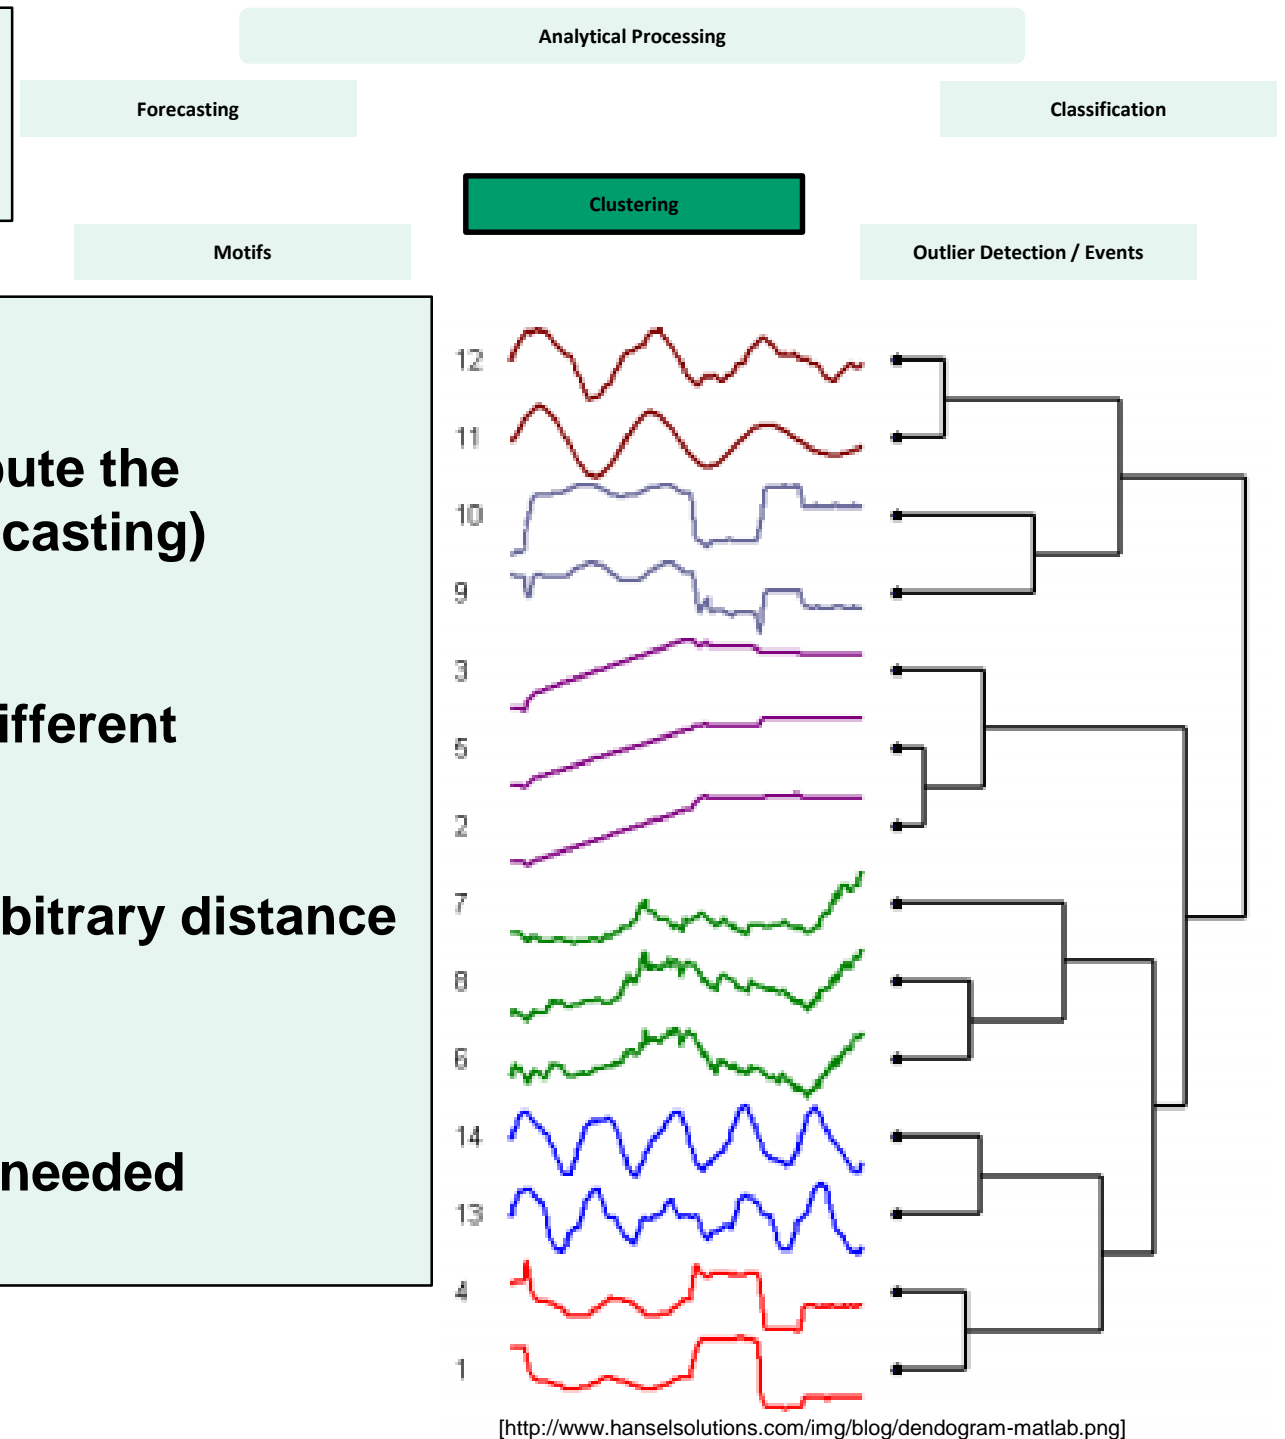 Analytical Processing
Forecasting
Classification
Clustering
Motifs
Outlier Detection / Events
pute the
casting)
ifferent
bitrary distance
needed
12
11
10
9
3
5
2
7
8
6
14
13
4
1
[http://www.hanselsolutions.com/img/blog/dendogram-matlab.png]